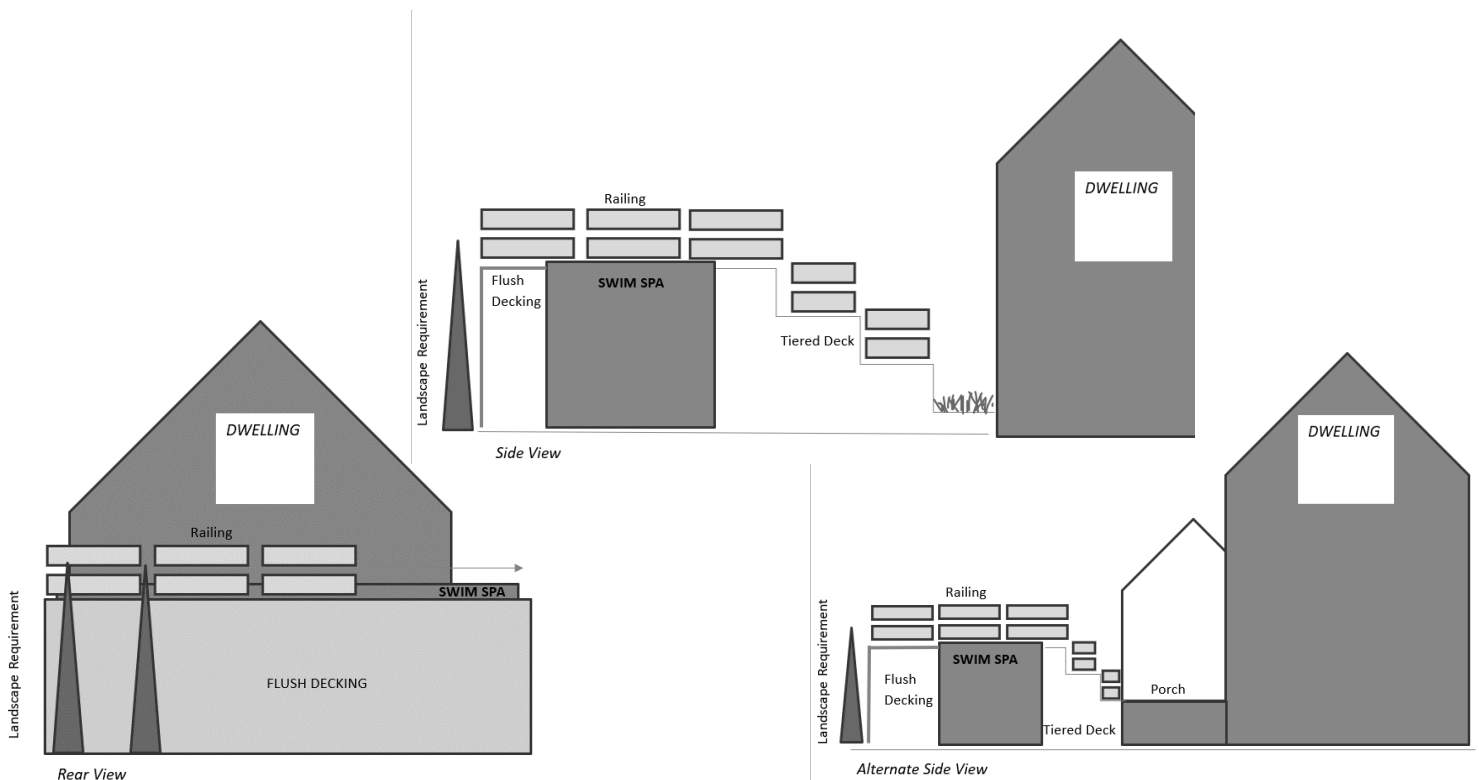 DWELLING
Railing
Flush
Decking
SWIM SPA
Tiered Deck
Landscape Requirement
Side View
DWELLING
Railing
SWIM SPA
FLUSH DECKING
Landscape Requirement
Rear View
DWELLING
Railing
SWIM SPA
Flush
Decking
Porch
Tiered Deck
Landscape Requirement
Alternate Side View